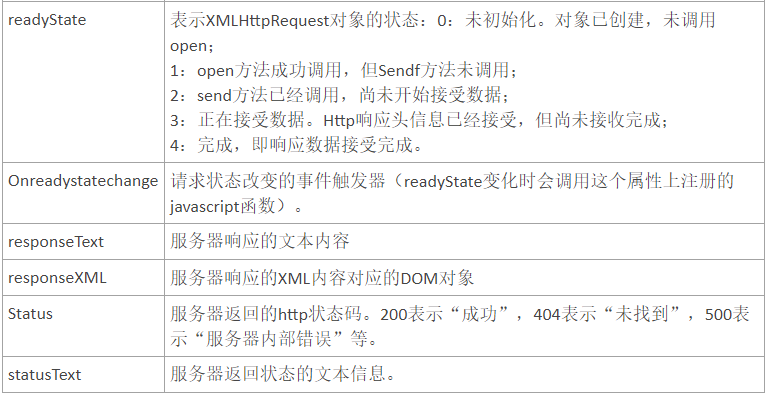 readyState
表示XMLHttpRequest对象的状态：0：未初始化。对象已创建，未调用
open；
1：open方法成功调用，但Sendf方法未调用；
2：send方法已经调用，尚未开始接受数据；
3：正在接受数据。Http响应头信息已经接受，但尚未接收完成；
4：完成，即响应数据接受完成。
Onreadystatechange
请求状态改变的事件触发器（readyState变化时会调用这个属性上注册的
javascript函数）。
responseText
服务器响应的文本内容
responseXML
服务器响应的XML内容对应的DOM对象
Status
服务器返回的http状态码。200表示“成功”，404表示“未找到”，500表
示“服务器内部错误”等。
statusText
服务器返回状态的文本信息。